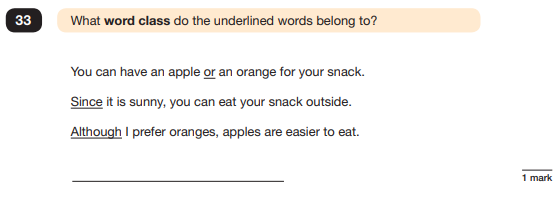 33 What word class do the underlined words belong to?
You can have an apple or an orange for your snack.
Since it is sunny, you can eat your snack outside.
Although I prefer oranges, apples are easier to eat.
1 mark